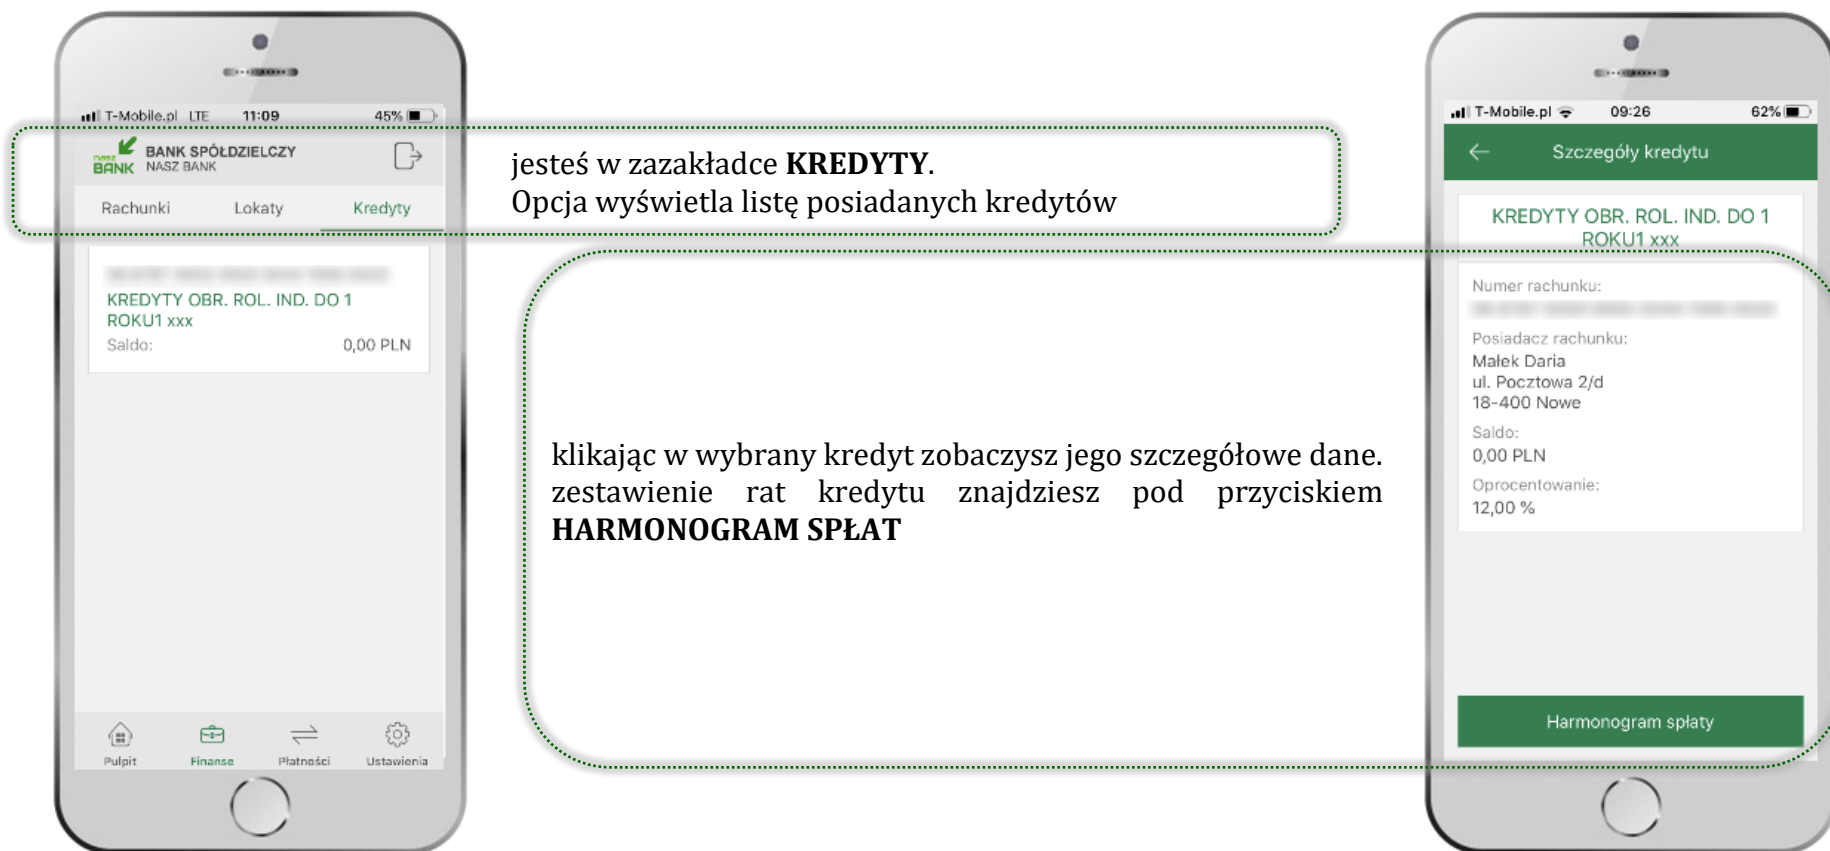 T-Mobile.pl LTE 11:09 45%
nasz BANK BANK SPÓŁDZIELCZY
NASZ BANK
Rachunki Lokaty Kredyty
KREDYTY OBR. ROL. IND. DO 1
ROKU1 xxx
Saldo: 0,00 PLN
Pulpit Finanse Płatności Ustawienia
jesteś w zazakładce KREDYTY.
Opcja wyświetla listę posiadanych kredytów
klikając w wybrany kredyt zobaczysz jego szczegółowe dane.
zestawienie rat kredytu znajdziesz pod przyciskiem
HARMONOGRAM SPŁAT
T-Mobile.pl 09:26 62%
Szczegóły kredytu
KREDYTY OBR. ROL. IND. DO 1
ROKU1 xxx
Numer rachunku:
Posiadacz rachunku:
Małek Daria
ul. Pocztowa 2/d
18-400 Nowe
Saldo:
0,00 PLN
Oprocentowanie:
12,00 %
Harmonogram spłaty